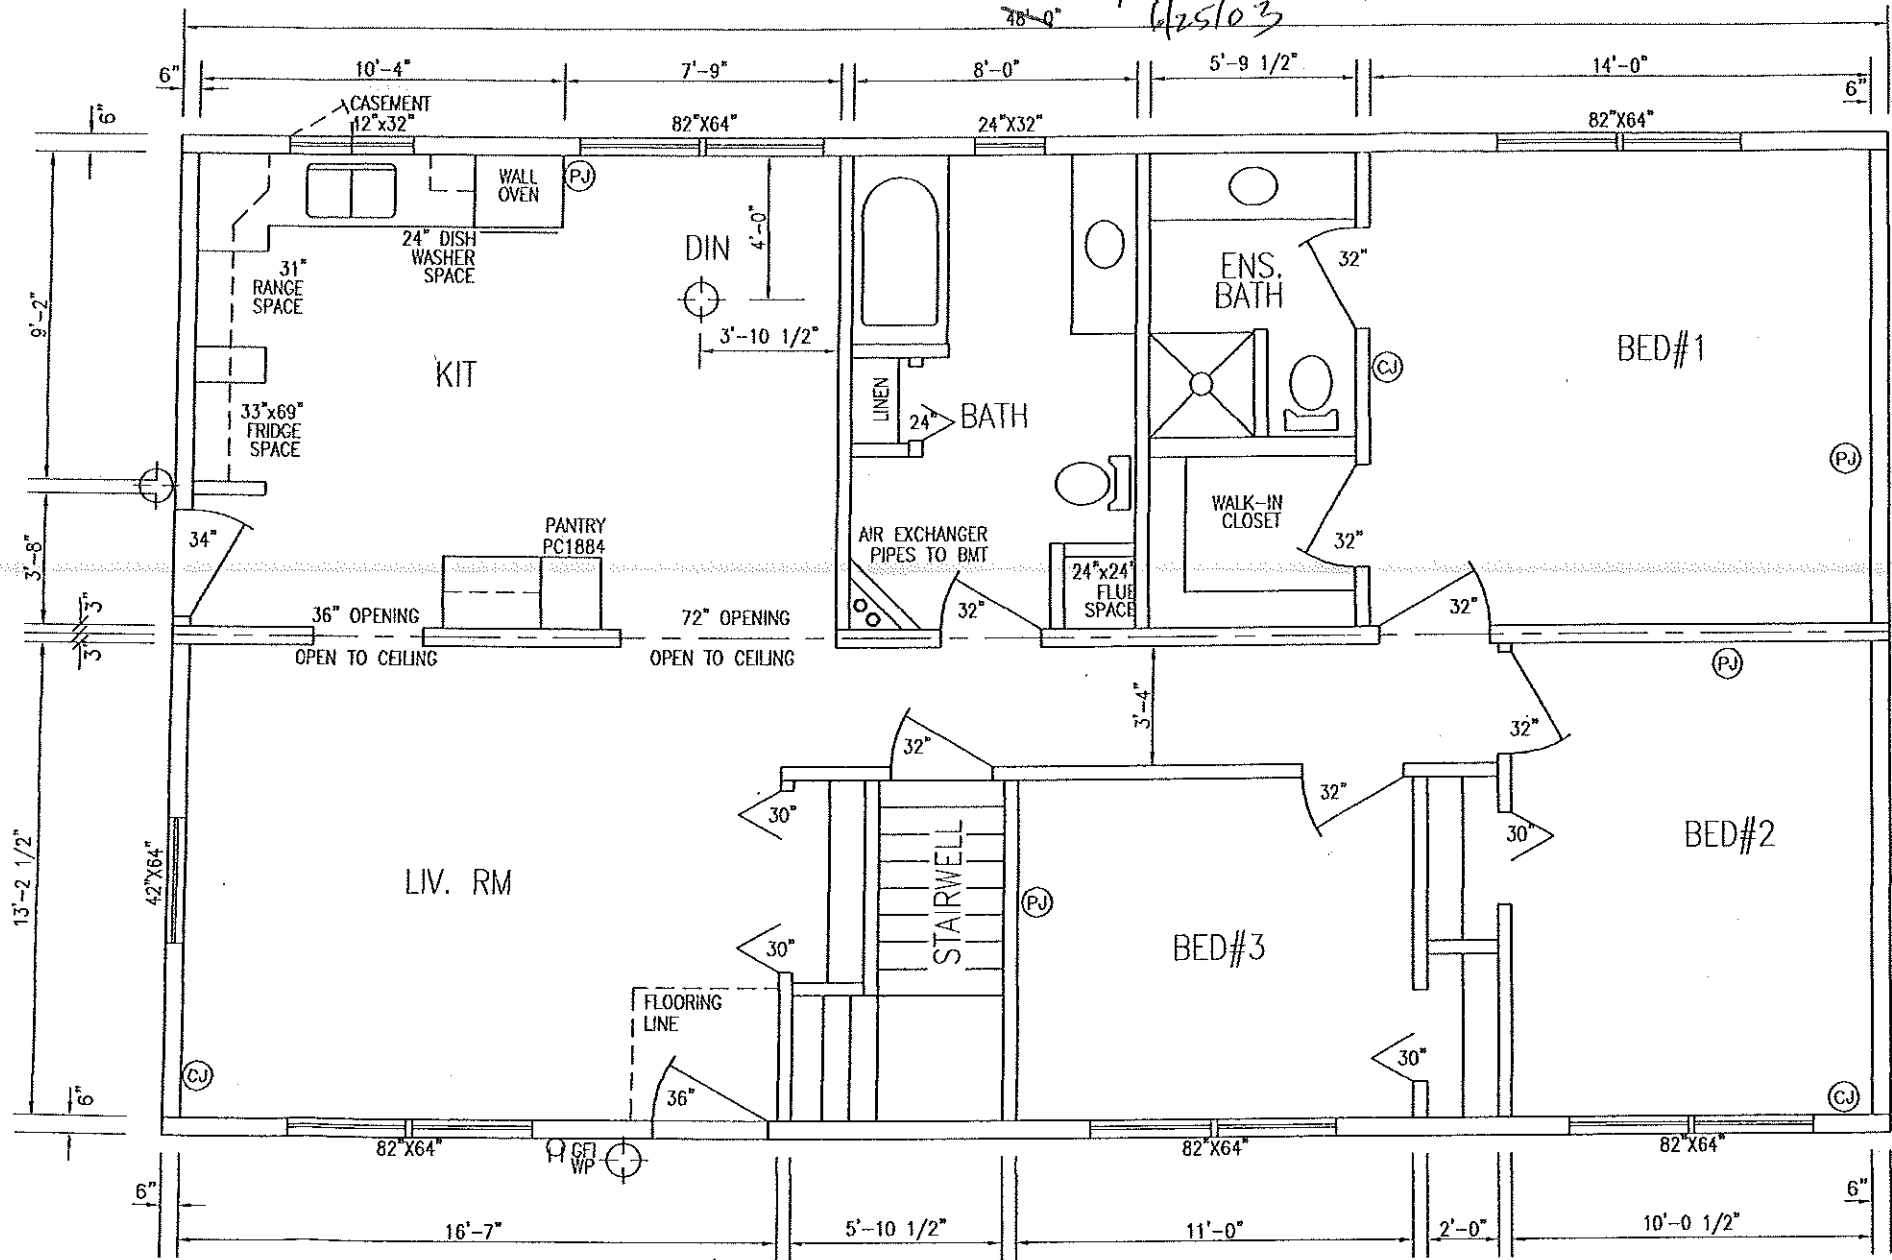 48'-0"
6/25/03
6"
10'-4"
7'-9"
8'-0"
5'-9 1/2"
14'-0"
6"
6"
CASEMENT
42"x32"
82"X64"
24"X32"
82"X64"
WALL
OVEN
PJ
24" DISH
WASHER
SPACE
31"
RANGE
SPACE
DIN
4'-0"
3'-10 1/2"
9'-2"
KIT
33"x69"
FRIDGE
SPACE
LINEN
24"
BATH
ENS.
BATH
32"
CJ
BED#1
PJ
WALK-IN
CLOSET
32"
34"
3'-8"
PANTRY
PC1884
AIR EXCHANGER
PIPES TO BMT
24"x24"
FLUE
SPACE
32"
32"
3"
3"
36" OPENING
OPEN TO CEILING
72" OPENING
OPEN TO CEILING
PJ
3'-4"
32"
32"
32"
30"
30"
STAIRWELL
13'-2 1/2"
42"X64"
LIV. RM
PJ
BED#3
30"
BED#2
30"
FLOORING
LINE
36"
CJ
CJ
6"
82"X64"
GFI
WP
82"X64"
82"X64"
6"
16'-7"
5'-10 1/2"
11'-0"
2'-0"
10'-0 1/2"
6"